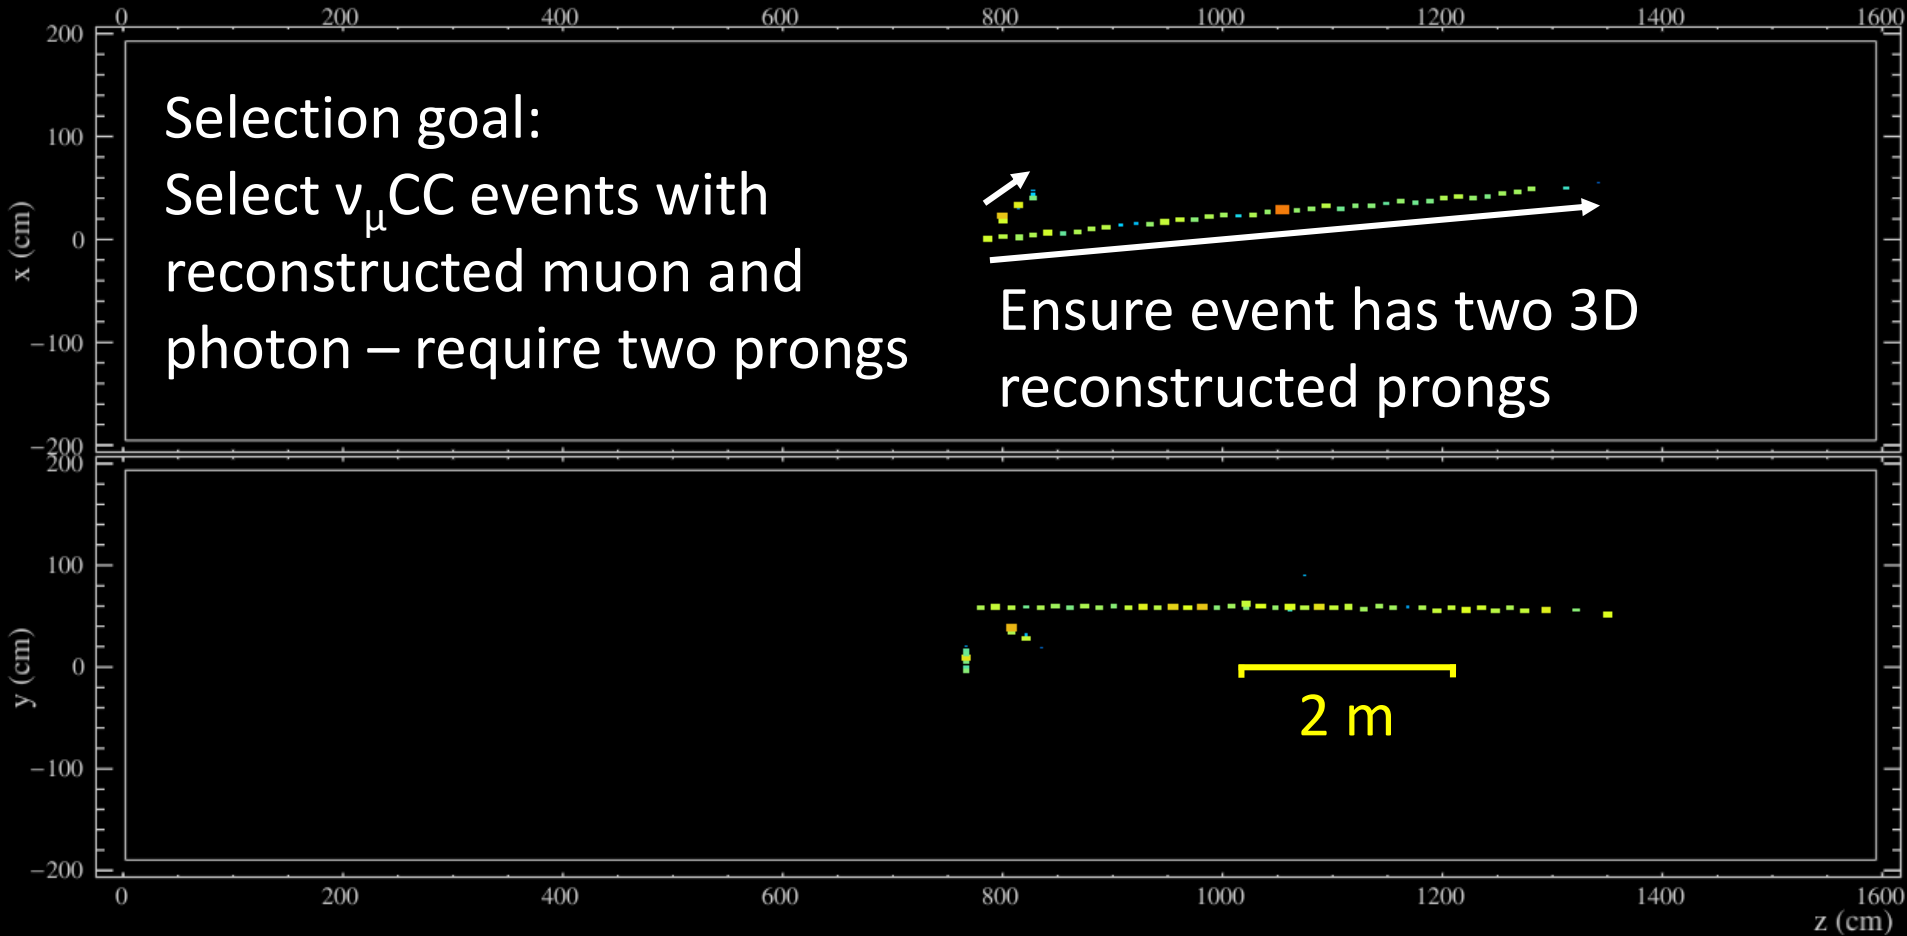 0 200 400 600 800 1000 1200 1400 1600
200
100
0
−100
−200
x (cm)
Selection goal:
Select νμCC events with
reconstructed muon and
photon – require two prongs
Ensure event has two 3D
reconstructed prongs
200
100
0
−100
−200
y (cm)
2 m
0 200 400 600 800 1000 1200 1400 1600
z (cm)